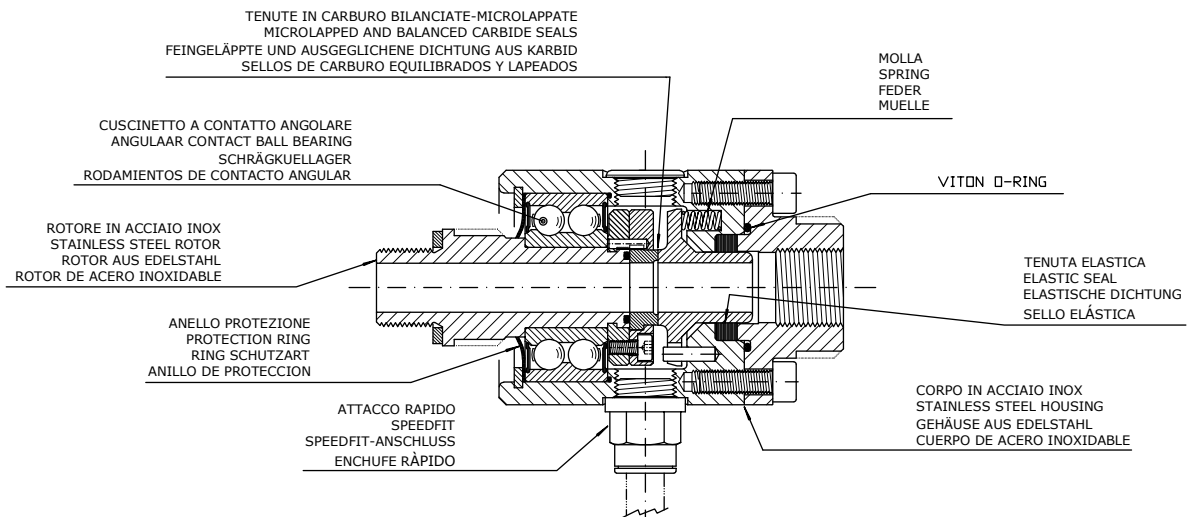 TENUTE IN CARBURO BILANCIATE-MICROLAPPATE
MICROLAPPED AND BALANCED CARBIDE SEALS
FEINGELÄPPTE UND AUSGEGLICHENE DICHTUNG AUS KARBID
SELLOS DE CARBURO EQUILIBRADOS Y LAPEADOS
MOLLA
SPRING
FEDER
MUELLE
CUSCINETTO A CONTATTO ANGOLARE
ANGULAAR CONTACT BALL BEARING
SCHRÄGKUELLAGER
RODAMIENTOS DE CONTACTO ANGULAR
VITON O-RING
ROTORE IN ACCIAIO INOX
STAINLESS STEEL ROTOR
ROTOR AUS EDELSTAHL
ROTOR DE ACERO INOXIDABLE
TENUTA ELASTICA
ELASTIC SEAL
ELASTISCHE DICHTUNG
SELLO ELÁSTICA
ANELLO PROTEZIONE
PROTECTION RING
RING SCHUTZART
ANILLO DE PROTECCION
ATTACCO RAPIDO
SPEEDFIT
SPEEDFIT-ANSCHLUSS
ENCHUFE RÀPIDO
CORPO IN ACCIAIO INOX
STAINLESS STEEL HOUSING
GEHÄUSE AUS EDELSTAHL
CUERPO DE ACERO INOXIDABLE